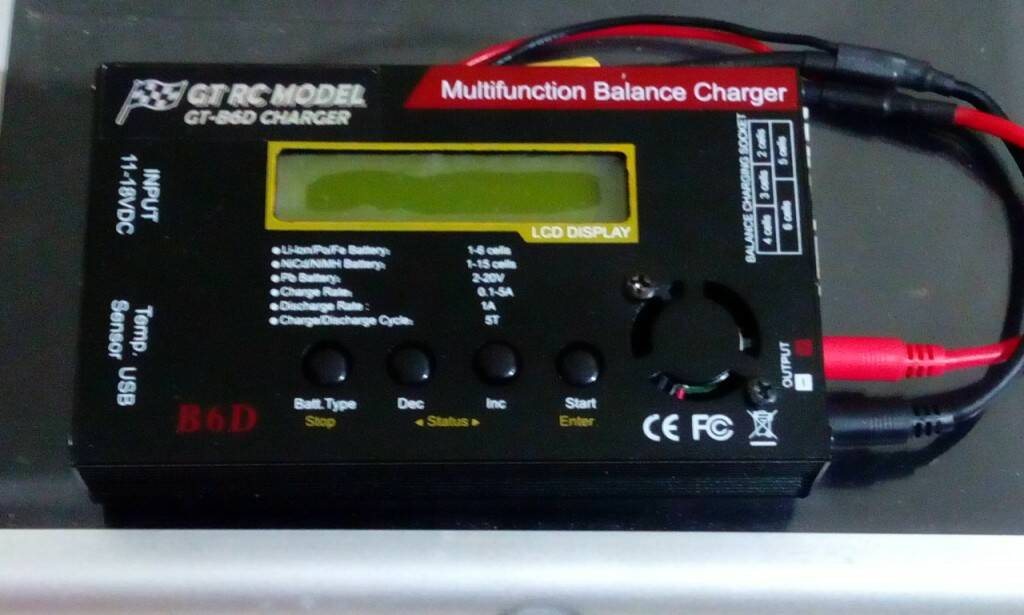 GT RC MODEL
GT-B6D CHARGER
Multifunction Balance Charger
INPUT
11-18VDC
Temp. USB
Sensor
LCD DISPLAY
BALANCE CHARGING SOCKET
2 cells
5 cells
3 cells
4 cells
6 cells
Li-Ion/Po/Fe Battery: 1-6 cells
NiCd/NiMH Battery: 1-15 cells
Pb Battery: 2-20V
Charge Rate: 0.1-5A
Discharge Rate : 1A
Charge/Discharge Cycle: 5T
Batt.Type Dec Inc Start
Stop ◄ Status ► Enter
B6D
OUTPUT
CE FC